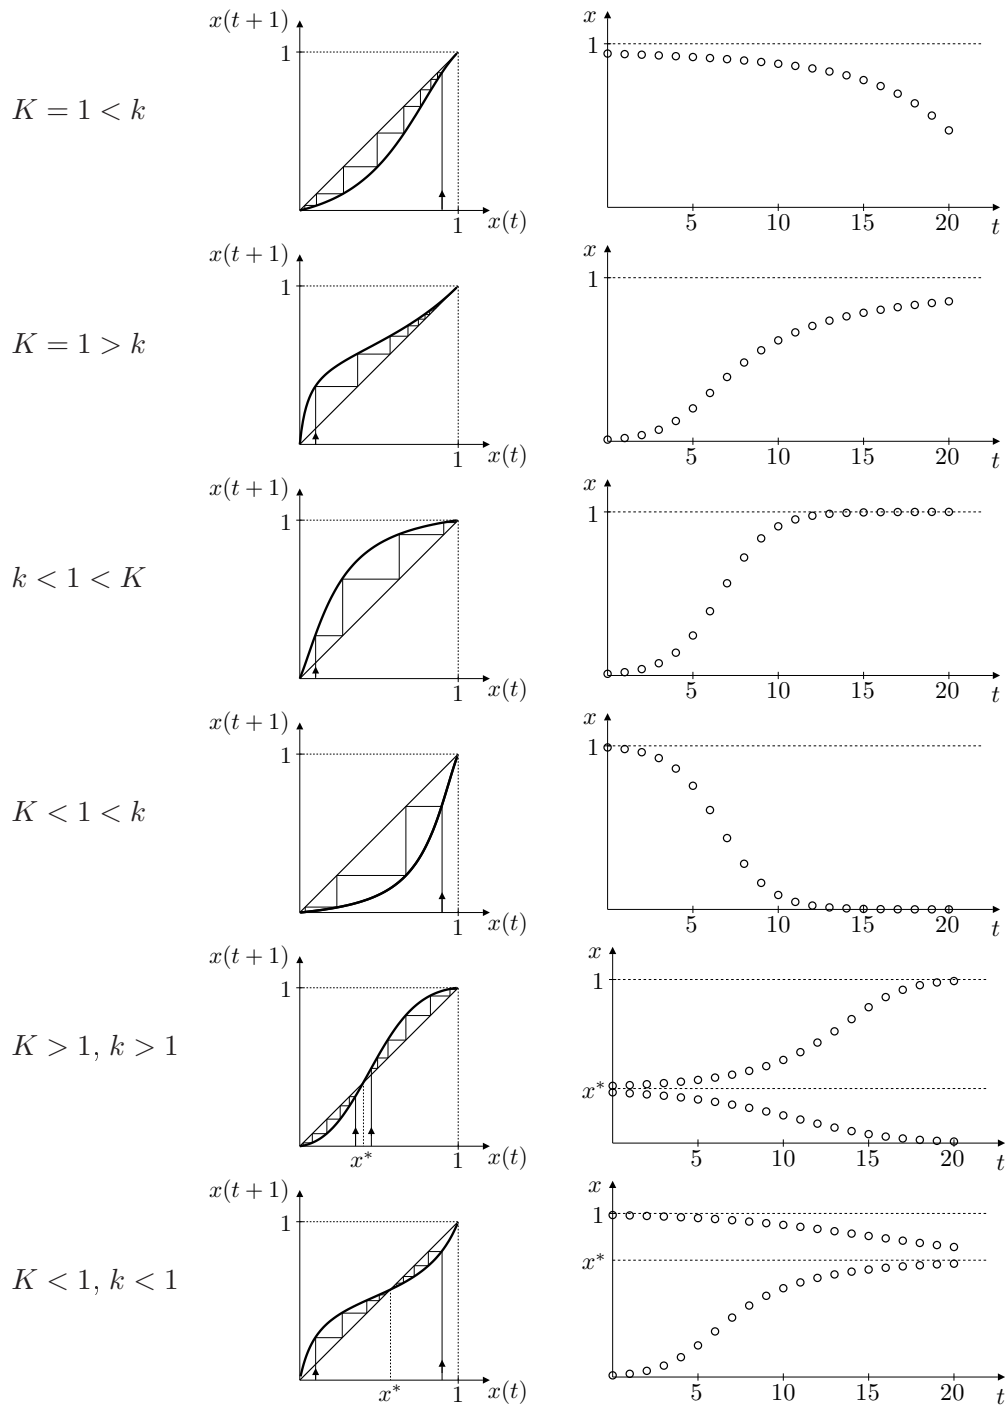 x(t + 1)
1
K = 1 < k
1
x(t)
x
1
5
10
15
20
t
x(t + 1)
1
K = 1 > k
1
x(t)
x
1
5
10
15
20
t
x(t + 1)
1
k < 1 < K
1
x(t)
x
1
5
10
15
20
t
x(t + 1)
1
K < 1 < k
1
x(t)
x
1
5
10
15
20
t
x(t + 1)
1
K > 1, k > 1
x*
1
x(t)
x
1
x*
5
10
15
20
t
x(t + 1)
1
K < 1, k < 1
x*
1
x(t)
x
1
x*
5
10
15
20
t